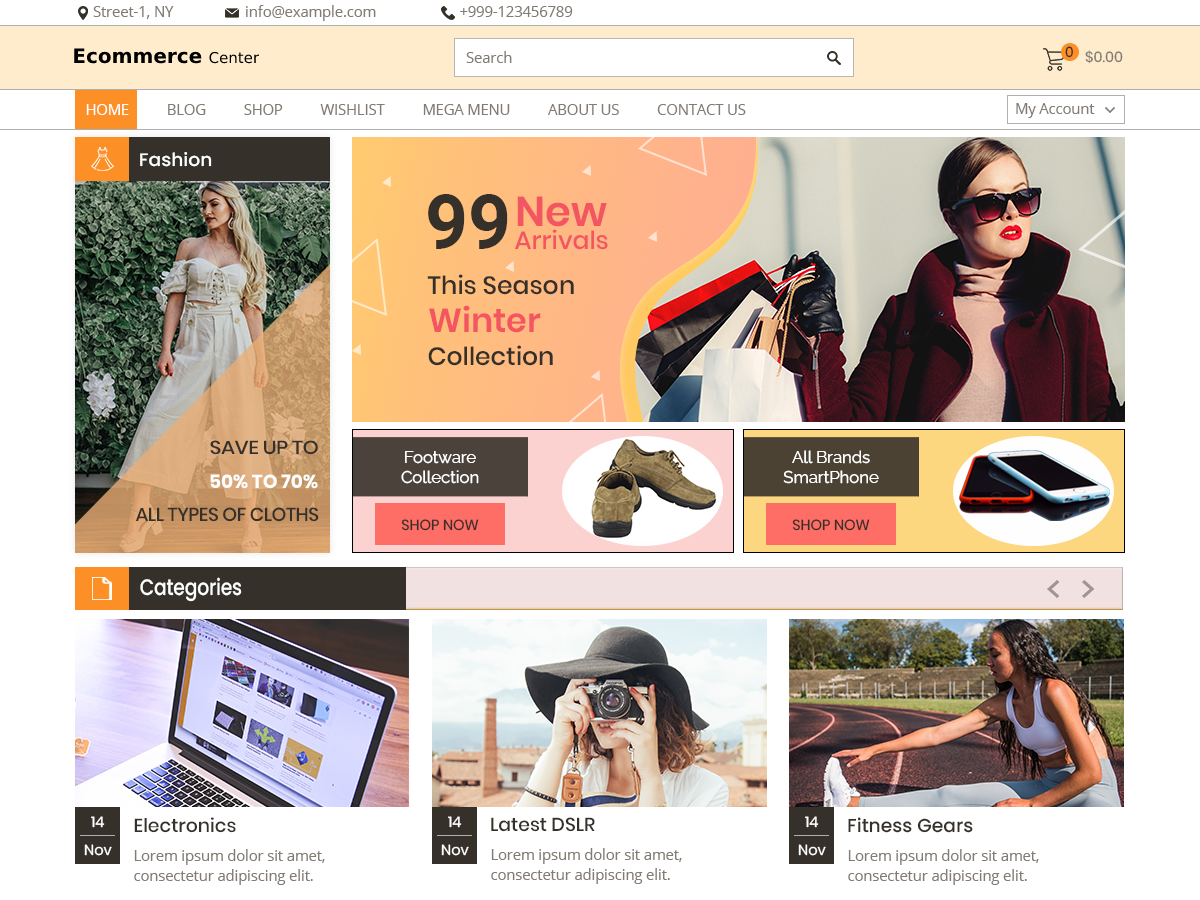 Street-1, NY
info@example.com
+999-123456789
Ecommerce Center
Search
0
$0.00
HOME
BLOG
SHOP
WISHLIST
MEGA MENU
ABOUT US
CONTACT US
My Account
Fashion
SAVE UP TO
50% TO 70%
ALL TYPES OF CLOTHS
99 New
Arrivals
This Season
Winter
Collection
Footware
Collection
SHOP NOW
All Brands
SmartPhone
SHOP NOW
Categories
14
Nov
Electronics
Lorem ipsum dolor sit amet,
consectetur adipiscing elit.
14
Nov
Latest DSLR
Lorem ipsum dolor sit amet,
consectetur adipiscing elit.
14
Nov
Fitness Gears
Lorem ipsum dolor sit amet,
consectetur adipiscing elit.